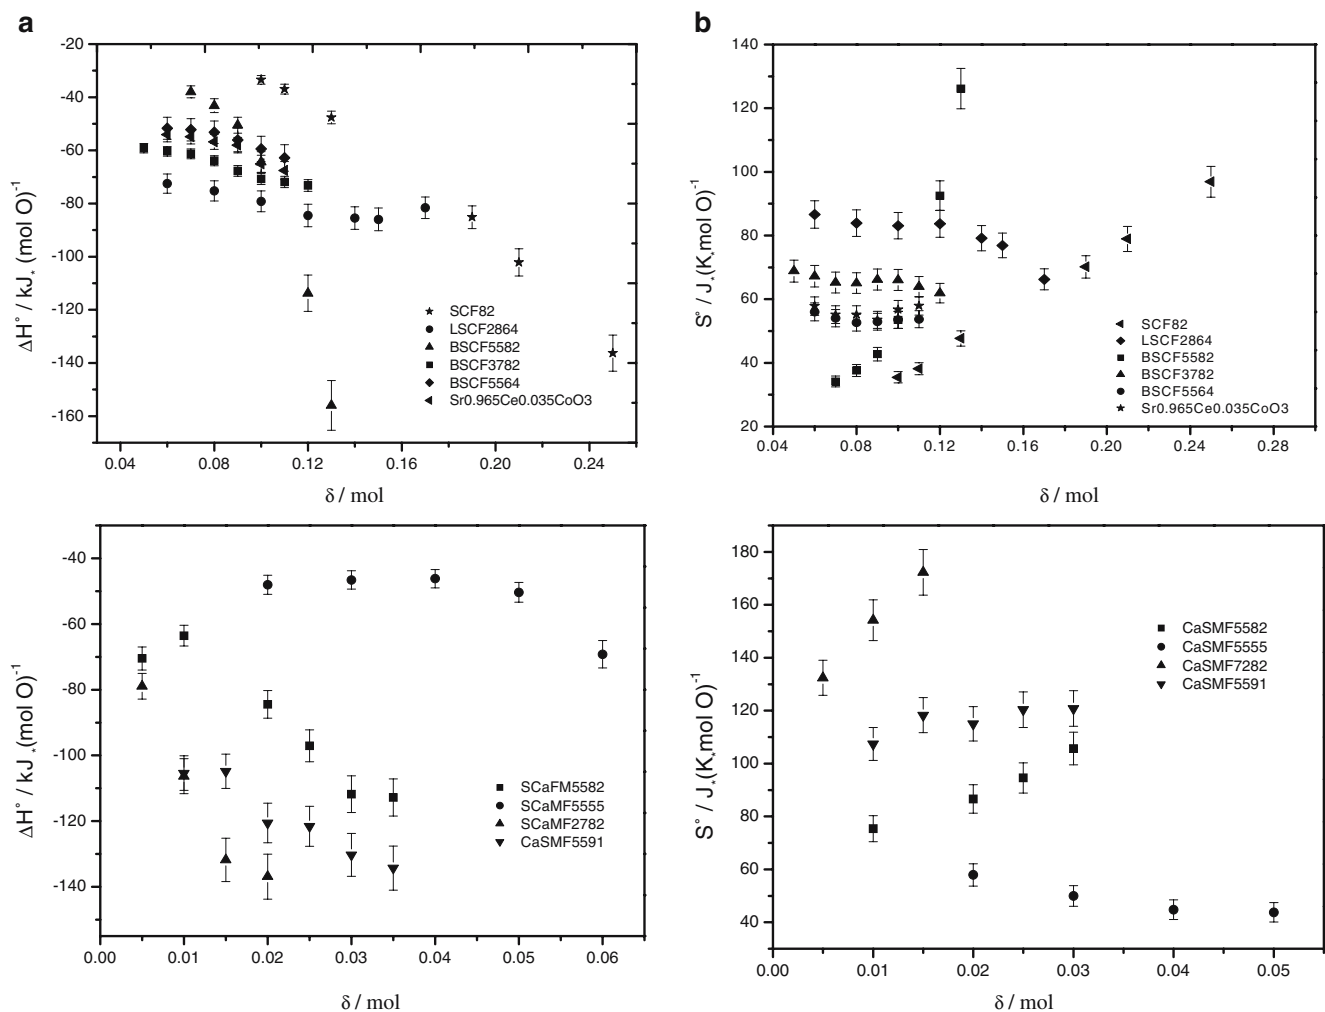 a
-20
-40
-60
-80
-100
-120
-140
-160
0.04 0.08 0.12 0.16 0.20 0.24
ΔH° / kJ*(mol O)-1
δ / mol
SCF82
LSCF2864
BSCF5582
BSCF3782
BSCF5564
Sr0.965Ce0.035CoO3
b
140
120
100
80
60
40
20
0.04 0.08 0.12 0.16 0.20 0.24 0.28
S° / J*(K*mol O)-1
δ / mol
SCF82
LSCF2864
BSCF5582
BSCF3782
BSCF5564
Sr0.965Ce0.035CoO3
-40
-60
-80
-100
-120
-140
0.00 0.01 0.02 0.03 0.04 0.05 0.06
ΔH° / kJ*(mol O)-1
δ / mol
SCaFM5582
SCaMF5555
SCaMF2782
CaSMF5591
180
160
140
120
100
80
60
40
0.00 0.01 0.02 0.03 0.04 0.05
S° / J*(K*mol O)-1
δ / mol
CaSMF5582
CaSMF5555
CaSMF7282
CaSMF5591